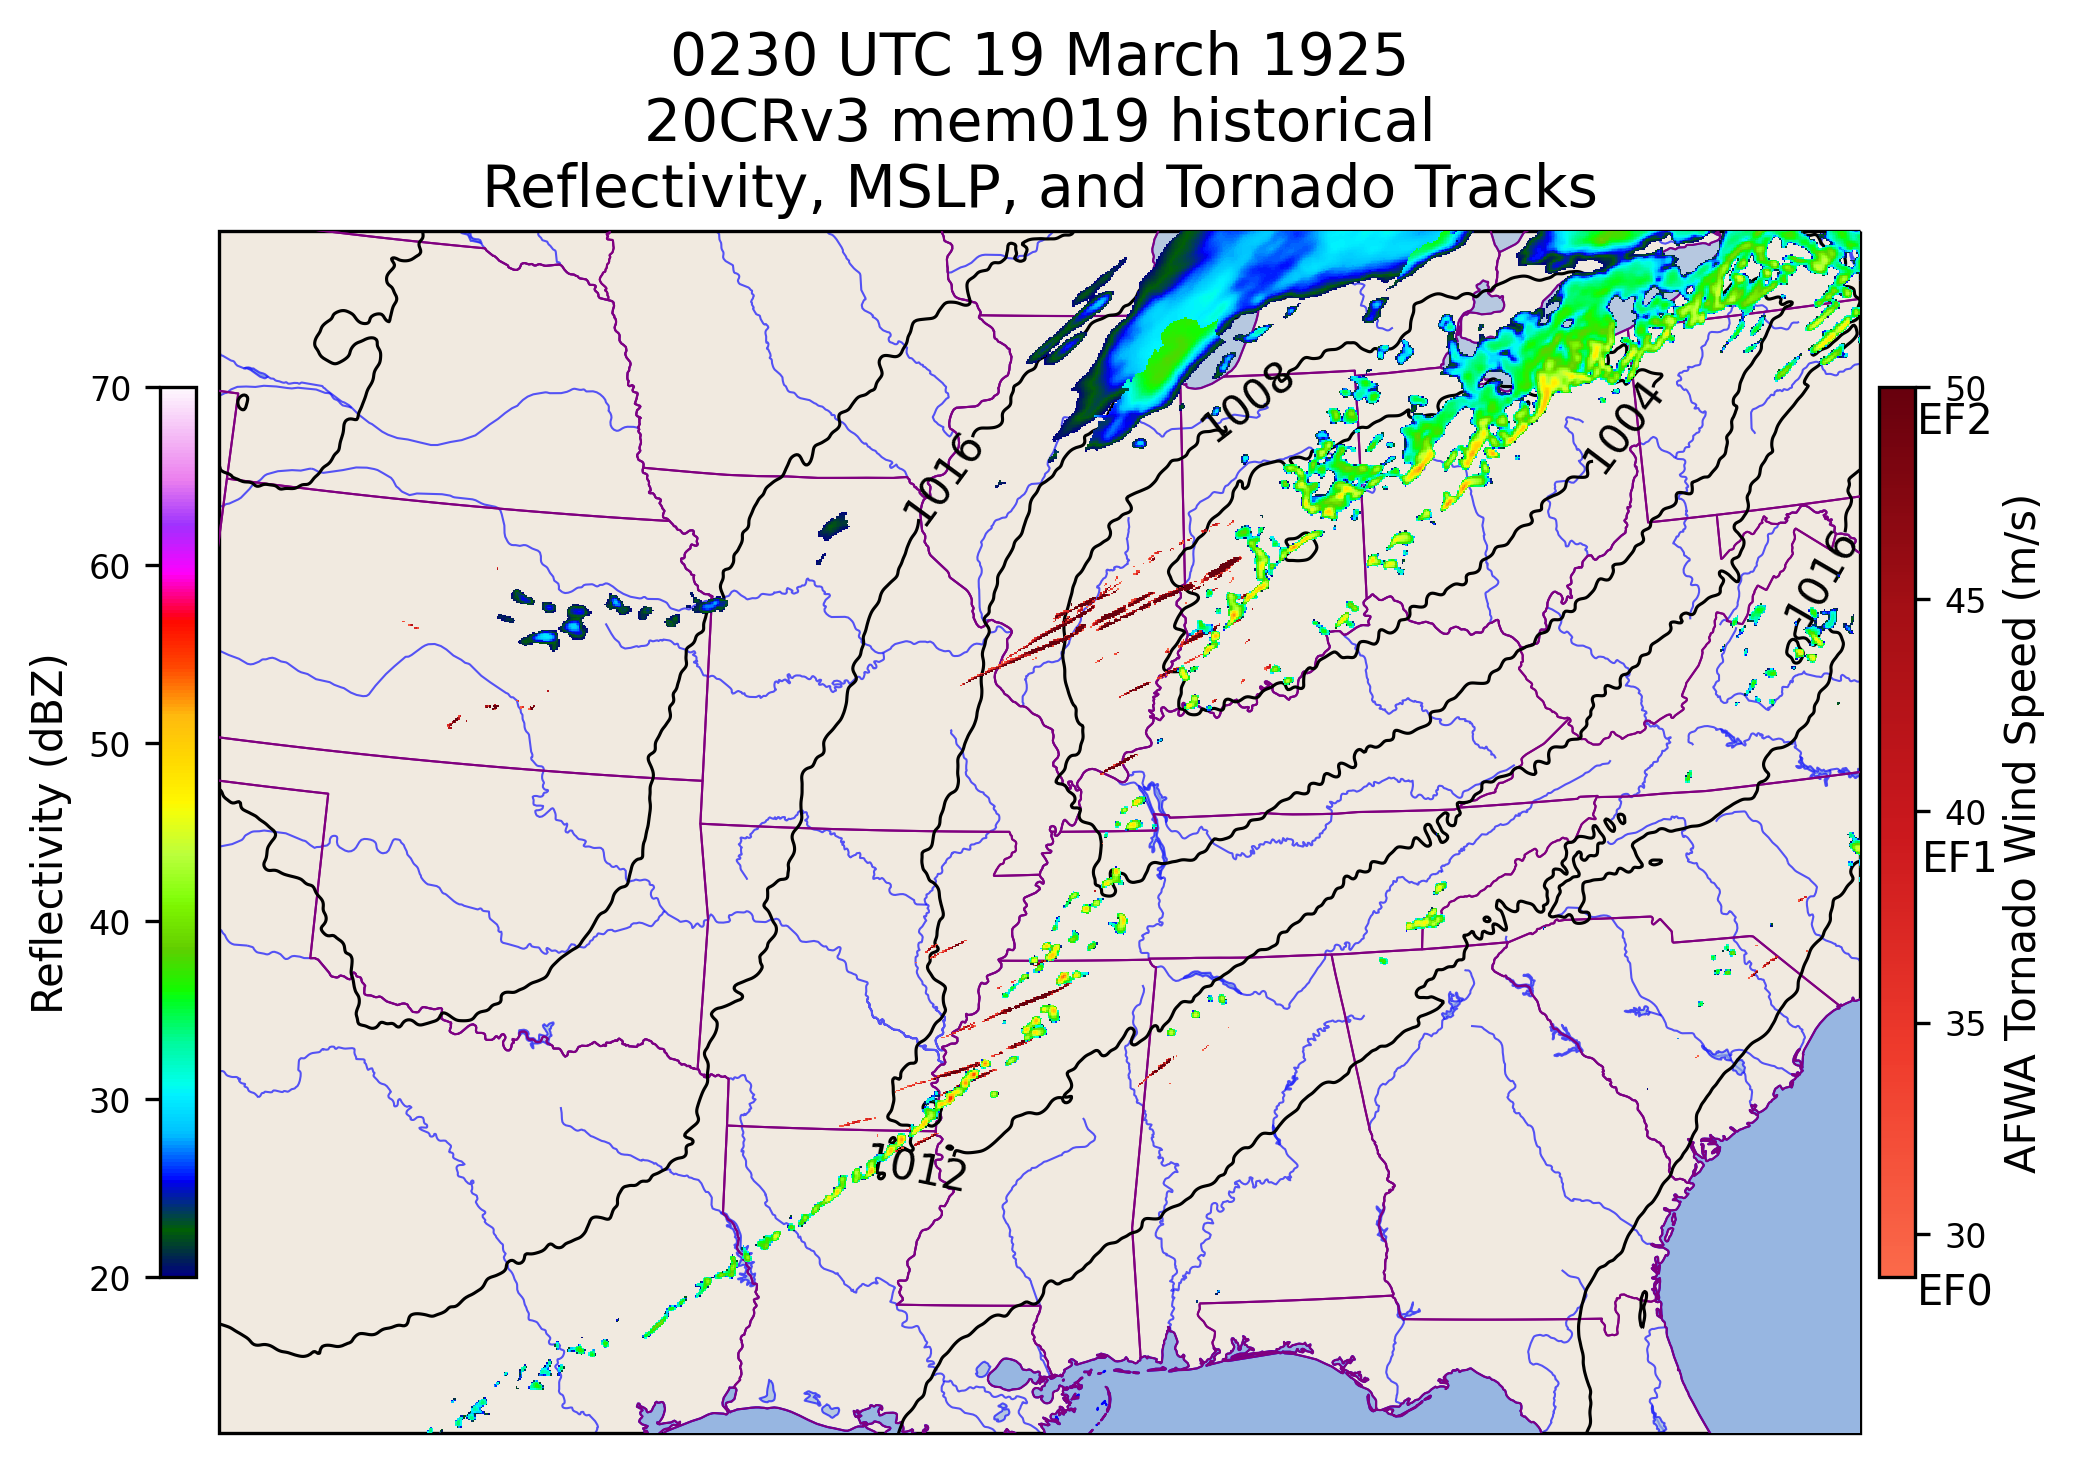 0230 UTC 19 March 1925
20CRv3 mem019 historical
Reflectivity, MSLP, and Tornado Tracks
70
60
50
40
30
20
Reflectivity (dBZ)
1016
1008
1004
1016
1012
50
EF2
45
40
EF1
35
30
EF0
AFWA Tornado Wind Speed (m/s)